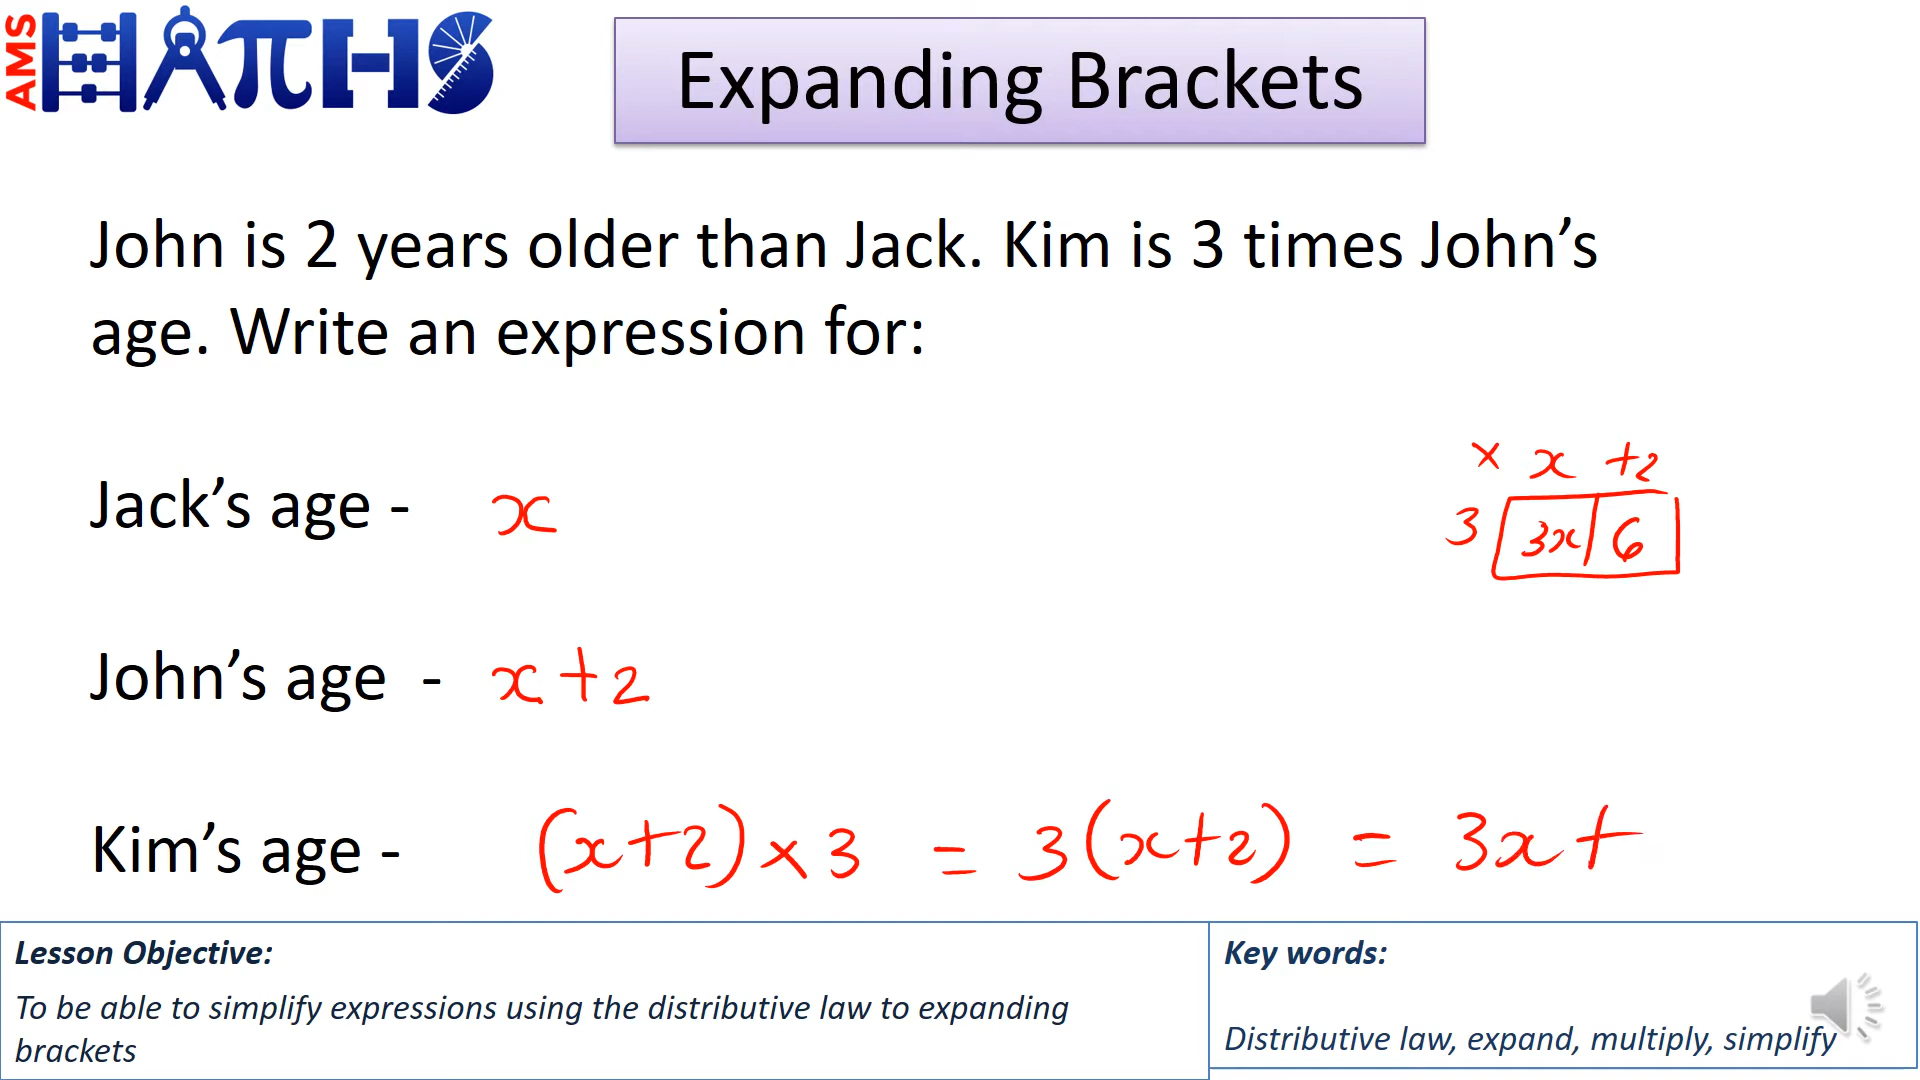 AMS MATHS
Expanding Brackets
John is 2 years older than Jack. Kim is 3 times John’s
age. Write an expression for:
× x +2
Jack’s age - x
3 3x 6
John’s age - x+2
Kim’s age - (x+2)×3 = 3(x+2) = 3x+
Lesson Objective:
To be able to simplify expressions using the distributive law to expanding
brackets
Key words:
Distributive law, expand, multiply, simplify